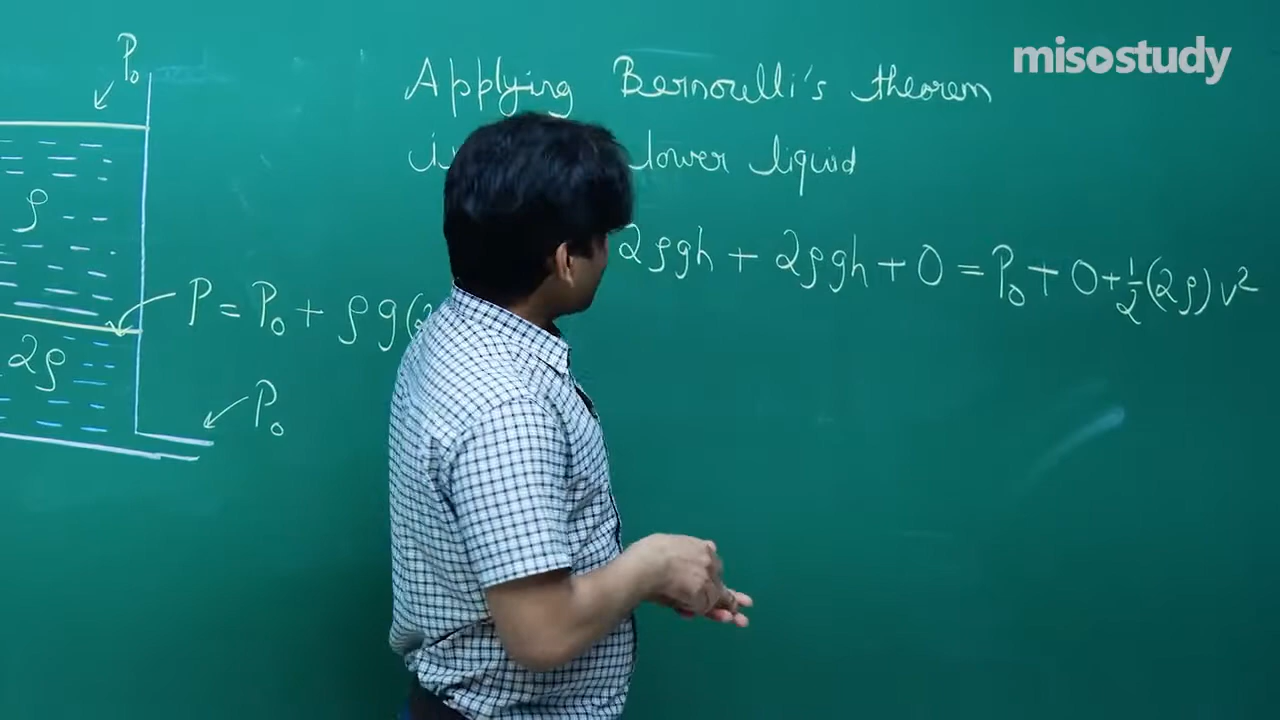 misostudy
P₀
Applying Bernoulli's theorem
lower liquid
ρ
2ρgh + 2ρgh + 0 = P₀ + 0 + 1/2 (2ρ) v²
P = P₀ + ρg(2
2ρ
P₀